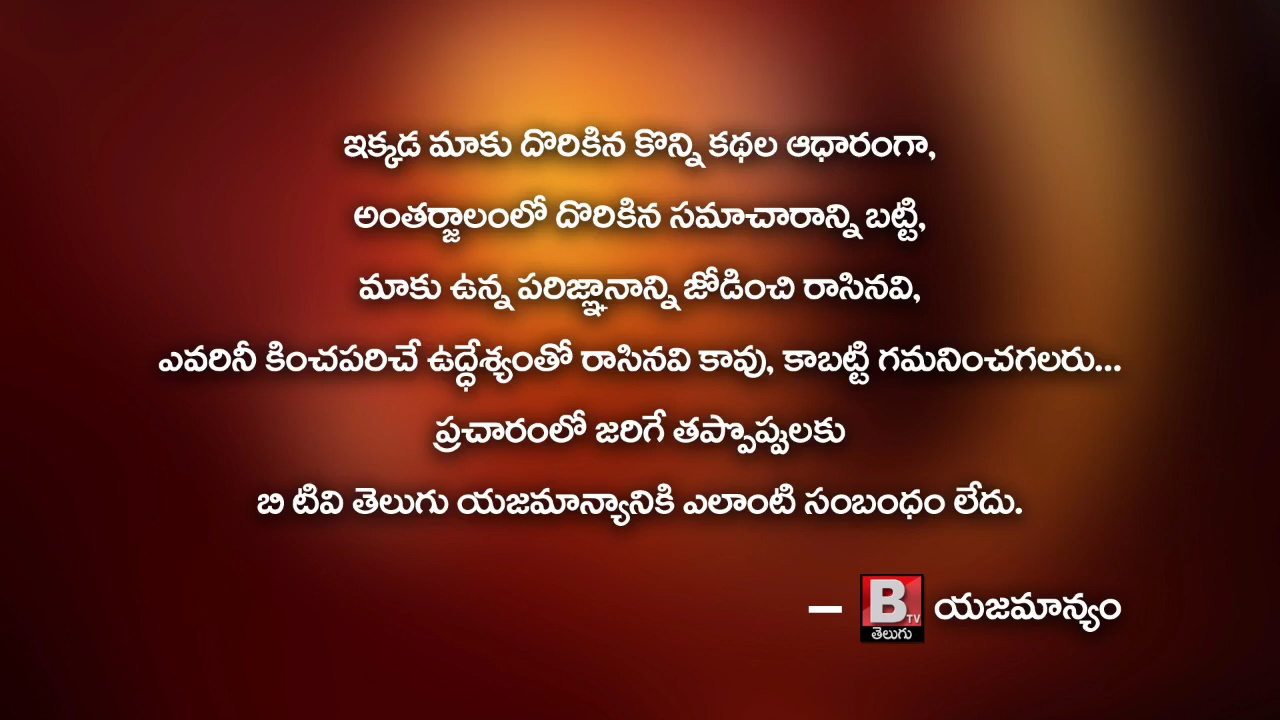 ఇక్కడ మాకు దొరికిన కొన్ని కథల ఆధారంగా,
అంతర్జాలంలో దొరికిన సమాచారాన్ని బట్టి,
మాకు ఉన్న పరిజ్ఞానాన్ని జోడించి రాసినవి,
ఎవరినీ కించపరిచే ఉద్ధేశ్యంతో రాసినవి కావు, కాబట్టి గమనించగలరు...
ప్రచారంలో జరిగే తప్పొప్పులకు
బి టివి తెలుగు యజమాన్యానికి ఎలాంటి సంబంధం లేదు.
– B TV తెలుగు యజమాన్యం